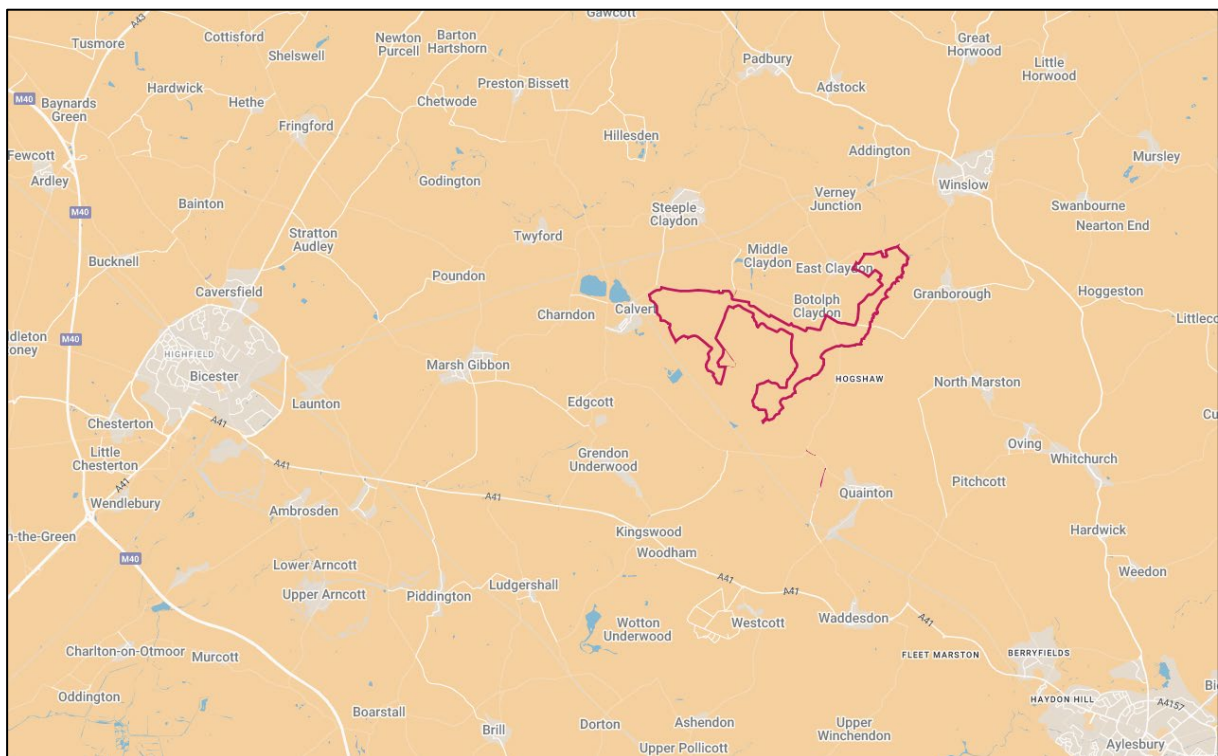 Gawcott
A43
Tusmore
Cottisford
Shelswell
Newton
Purcell
Barton
Hartshorn
Great
Horwood
Little
Horwood
Padbury
Adstock
Preston Bissett
Hardwick
Hethe
Chetwode
M40
Baynards
Green
Fringford
Hillesden
Addington
Mursley
Fewcott
Ardley
Godington
Winslow
Bainton
Steeple
Claydon
Verney
Junction
Swanbourne
Nearton End
M40
Stratton
Audley
Twyford
Middle
Claydon
East Claydon
Bucknell
Poundon
Caversfield
Botolph
Claydon
Granborough
Hoggeston
Charndon
Calvert
M40
HIGHFIELD
Bicester
Marsh Gibbon
HOGSHAW
North Marston
Launton
Edgcott
Chesterton
A41
Oving
Whitchurch
Little
Chesterton
A41
A41
Grendon
Underwood
Pitchcott
Quainton
Wendlebury
Ambrosden
A41
Kingswood
Hardwick
n-the-Green
M40
Woodham
Lower Arncott
Weedon
Upper Arncott
Piddington
Ludgershall
A41
A41
Wotton
Underwood
Westcott
Waddesdon
A41
Charlton-on-Otmoor
Murcott
FLEET MARSTON
BERRYFIELDS
Oddington
HAYDON HILL
A4157
Boarstall
Brill
Dorton
Ashendon
Upper
Winchendon
Upper Pollicott
Aylesbury